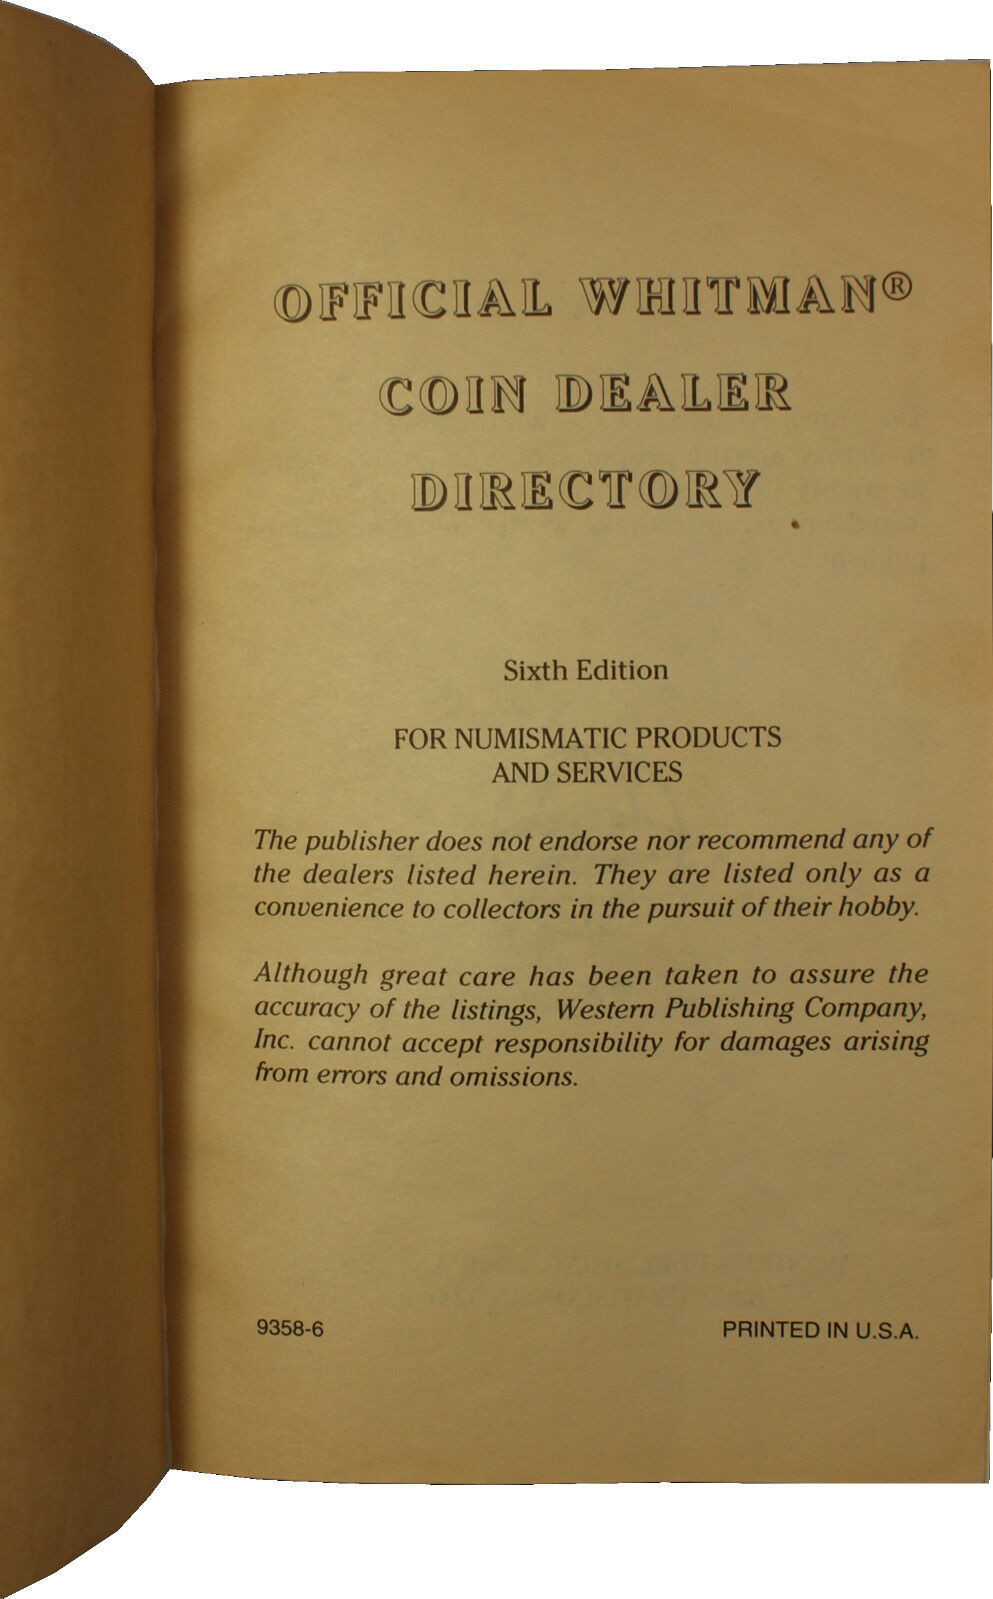 OFFICIAL WHITMAN®
COIN DEALER
DIRECTORY
Sixth Edition
FOR NUMISMATIC PRODUCTS
AND SERVICES
The publisher does not endorse nor recommend any of
the dealers listed herein. They are listed only as a
convenience to collectors in the pursuit of their hobby.
Although great care has been taken to assure the
accuracy of the listings, Western Publishing Company,
Inc. cannot accept responsibility for damages arising
from errors and omissions.
9358-6 PRINTED IN U.S.A.